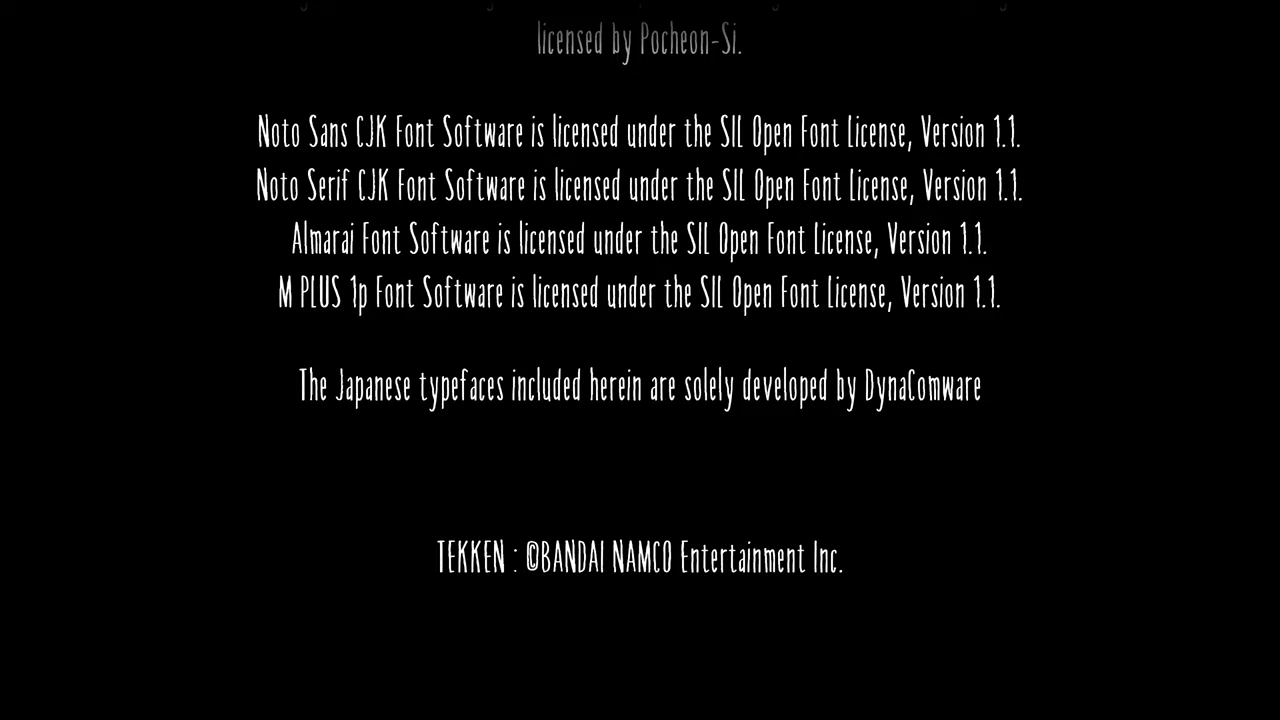 licensed by Pocheon-Si.
Noto Sans CJK Font Software is licensed under the SIL Open Font License, Version 1.1.
Noto Serif CJK Font Software is licensed under the SIL Open Font License, Version 1.1.
Almarai Font Software is licensed under the SIL Open Font License, Version 1.1.
M PLUS 1p Font Software is licensed under the SIL Open Font License, Version 1.1.
The Japanese typefaces included herein are solely developed by DynaComware
TEKKEN : ©BANDAI NAMCO Entertainment Inc.